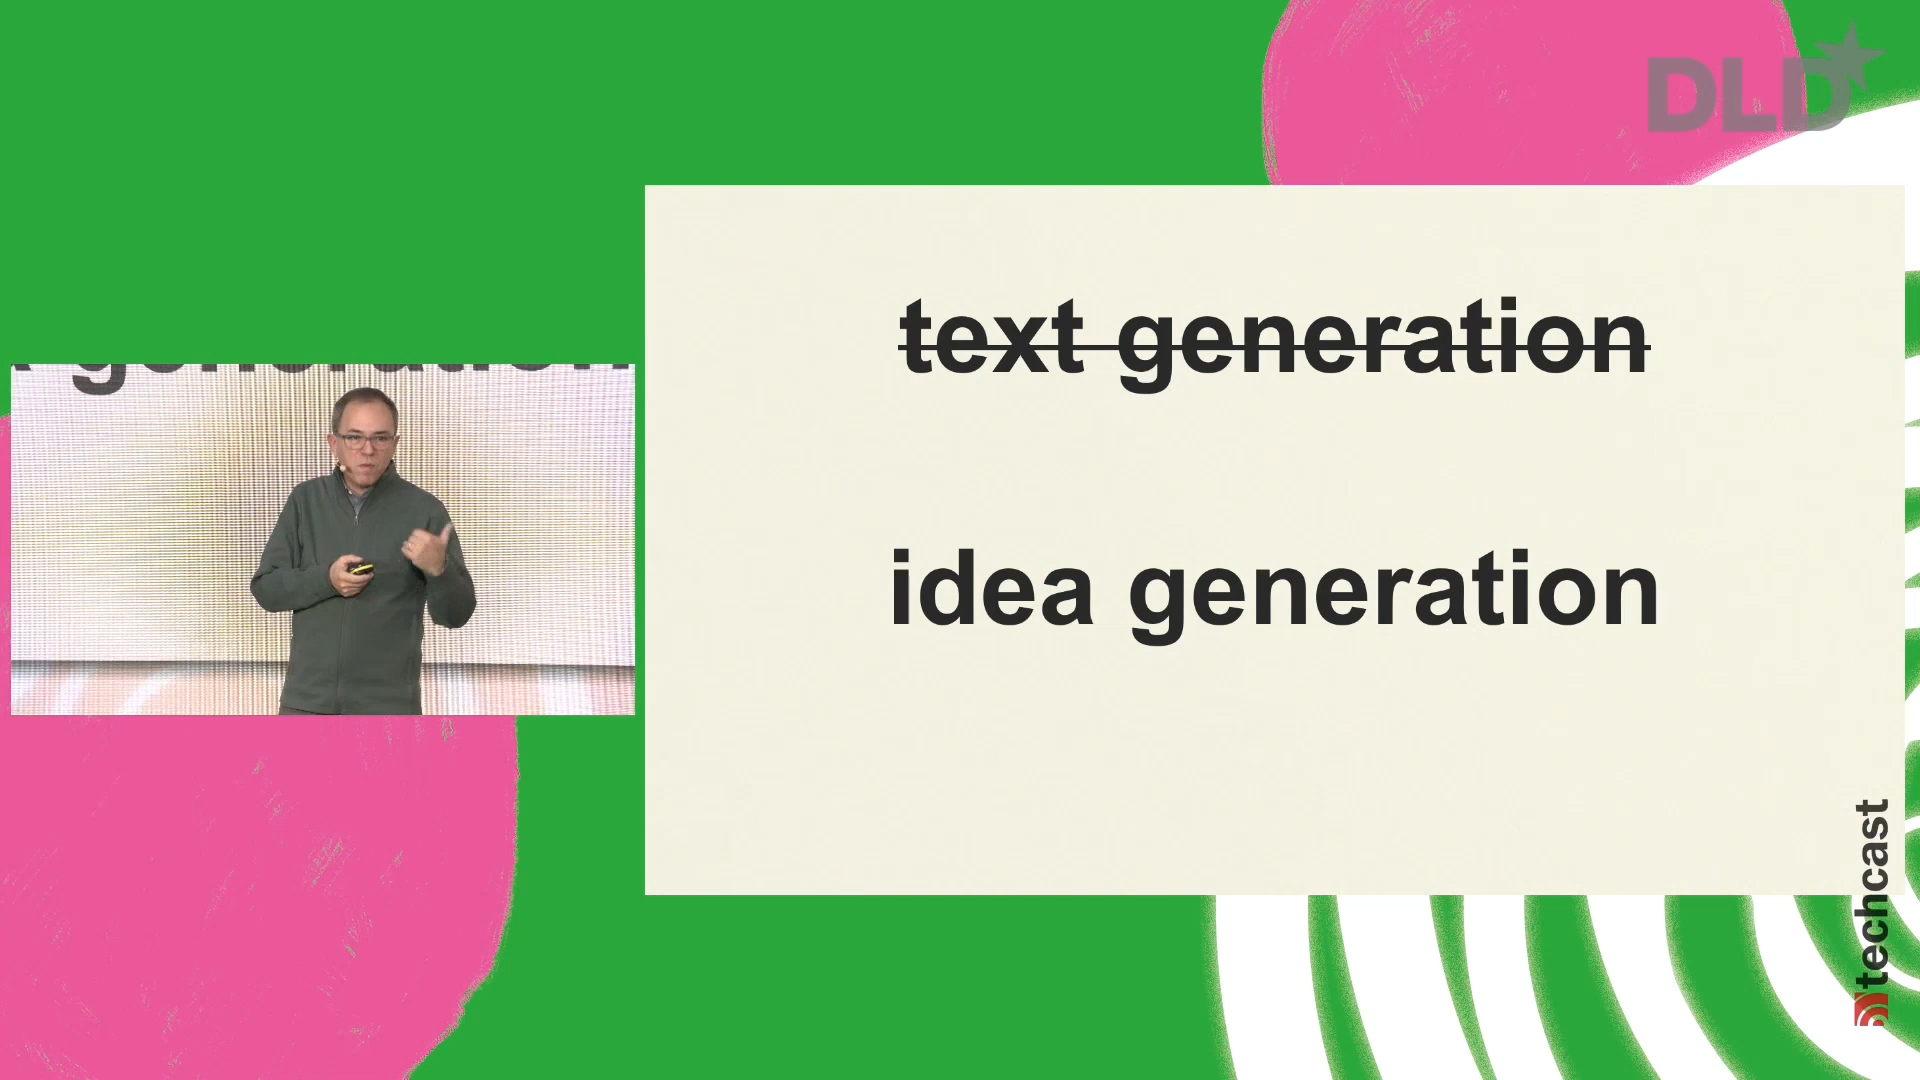 DLD
text generation
idea generation
techcast